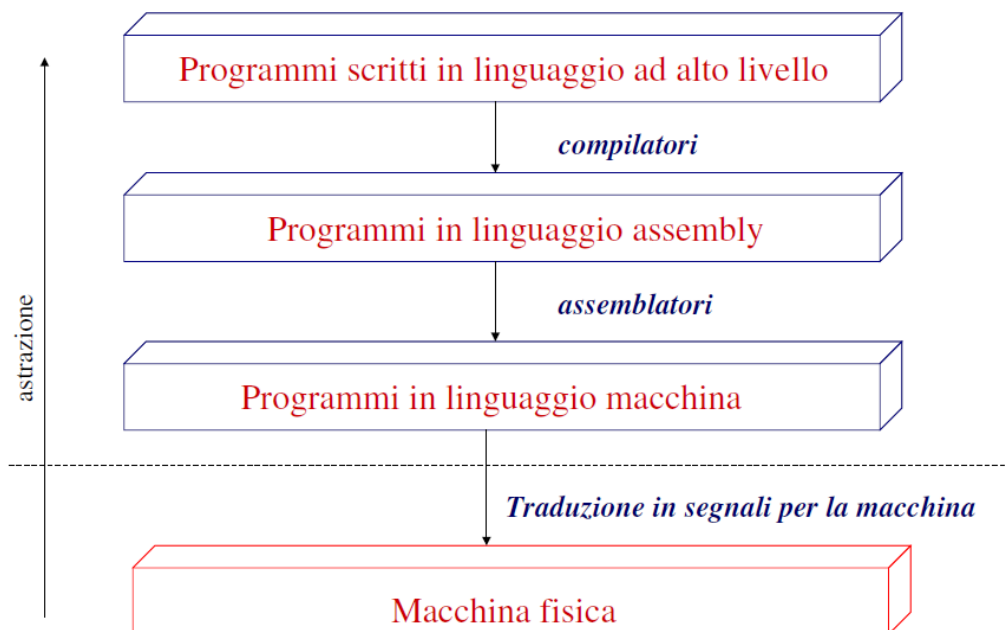 Programmi scritti in linguaggio ad alto livello
compilatori
Programmi in linguaggio assembly
assemblatori
astrazione
Programmi in linguaggio macchina
Traduzione in segnali per la macchina
Macchina fisica